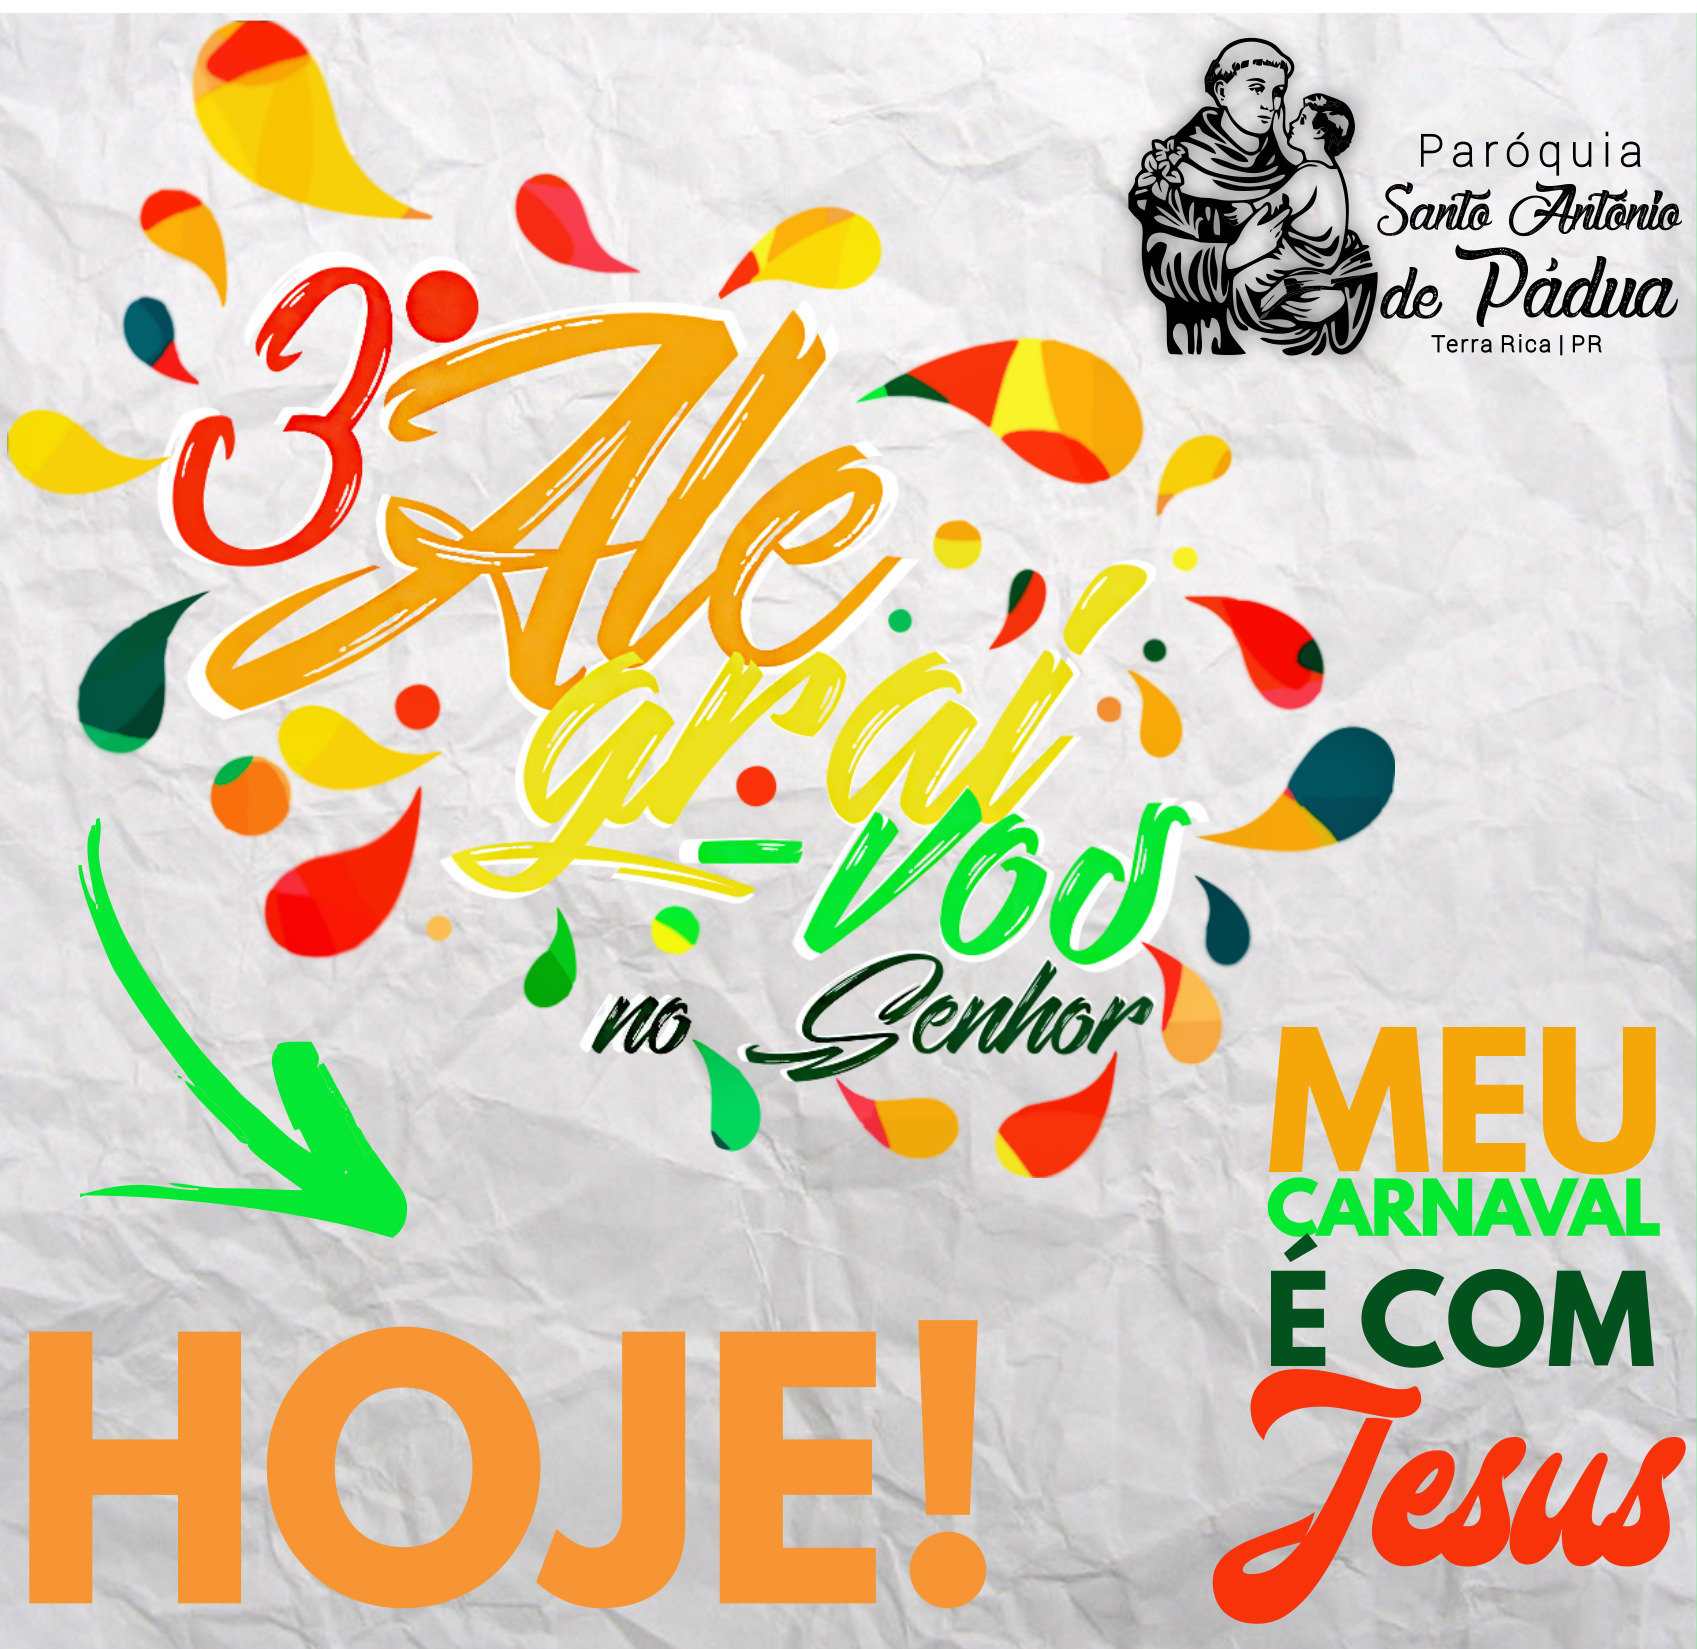 Paróquia
Santo Antônio
de Pádua
Terra Rica | PR
3º Ale
grai
-vos
no Senhor
MEU
CARNAVAL
É COM
Jesus
HOJE!